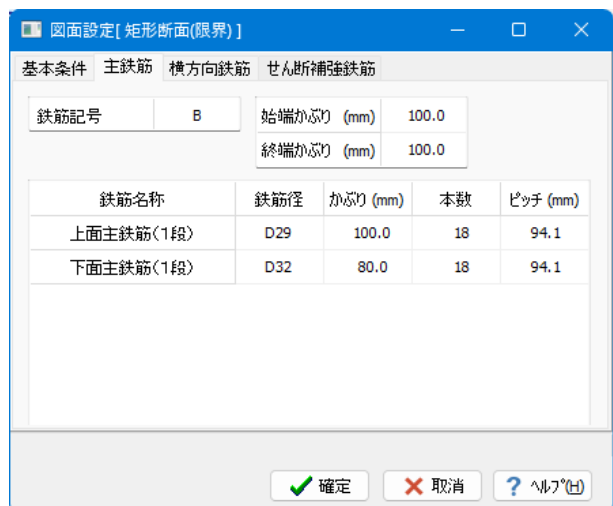 図面設定[ 矩形断面(限界) ]
基本条件 主鉄筋 横方向鉄筋 せん断補強鉄筋
鉄筋記号 B 始端かぶり (mm) 100.0
終端かぶり (mm) 100.0
鉄筋名称 鉄筋径 かぶり (mm) 本数 ピッチ (mm)
上面主鉄筋(1段) D29 100.0 18 94.1
下面主鉄筋(1段) D32 80.0 18 94.1
確定 取消 ? ヘルプ(H)